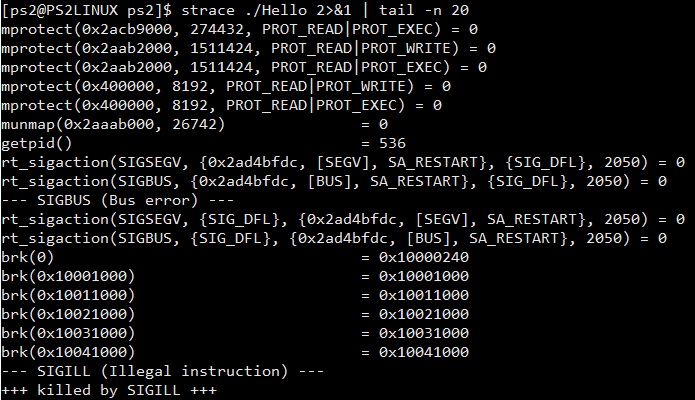 [ps2@PS2LINUX ps2]$ strace ./Hello 2>&1 | tail -n 20
mprotect(0x2acb9000, 274432, PROT_READ|PROT_EXEC) = 0
mprotect(0x2aab2000, 1511424, PROT_READ|PROT_WRITE) = 0
mprotect(0x2aab2000, 1511424, PROT_READ|PROT_EXEC) = 0
mprotect(0x400000, 8192, PROT_READ|PROT_WRITE) = 0
mprotect(0x400000, 8192, PROT_READ|PROT_EXEC) = 0
munmap(0x2aaab000, 26742)               = 0
getpid()                                = 536
rt_sigaction(SIGSEGV, {0x2ad4bfdc, [SEGV], SA_RESTART}, {SIG_DFL}, 2050) = 0
rt_sigaction(SIGBUS, {0x2ad4bfdc, [BUS], SA_RESTART}, {SIG_DFL}, 2050) = 0
--- SIGBUS (Bus error) ---
rt_sigaction(SIGSEGV, {SIG_DFL}, {0x2ad4bfdc, [SEGV], SA_RESTART}, 2050) = 0
rt_sigaction(SIGBUS, {SIG_DFL}, {0x2ad4bfdc, [BUS], SA_RESTART}, 2050) = 0
brk(0)                                  = 0x10000240
brk(0x10001000)                         = 0x10001000
brk(0x10011000)                         = 0x10011000
brk(0x10021000)                         = 0x10021000
brk(0x10031000)                         = 0x10031000
brk(0x10041000)                         = 0x10041000
--- SIGILL (Illegal instruction) ---
+++ killed by SIGILL +++